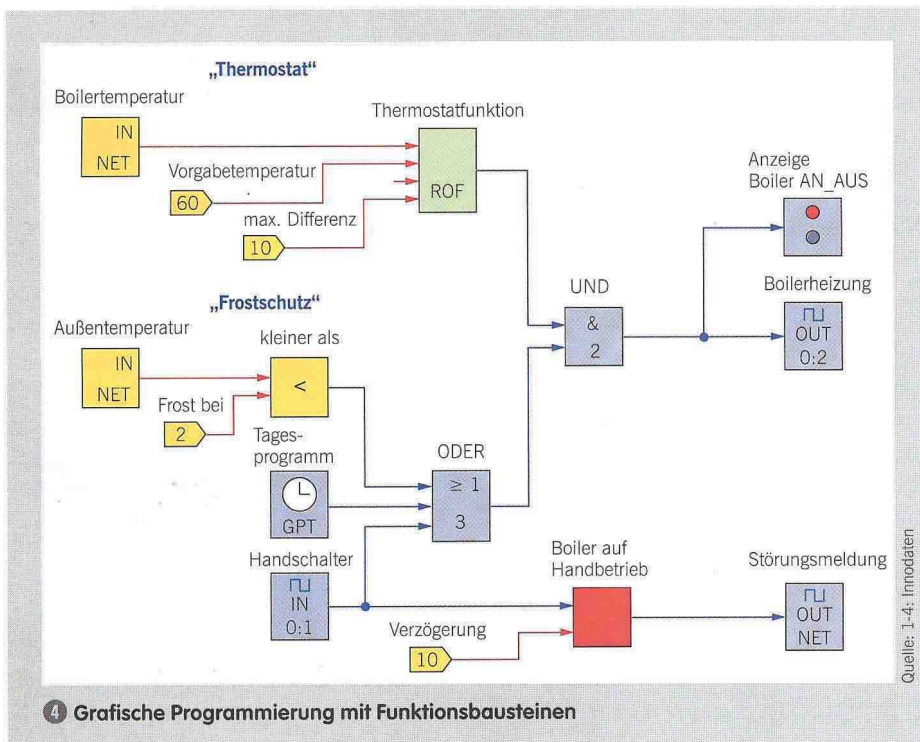 „Thermostat“
Boilertemperatur
IN
NET
Thermostatfunktion
ROF
Vorgabetemperatur
60
max. Differenz
10
Anzeige
Boiler AN_AUS
UND
&
2
Boilerheizung
OUT
0:2
„Frostschutz“
Außentemperatur
IN
NET
kleiner als
<
Frost bei
2
Tages-
programm
GPT
ODER
≥ 1
3
Handschalter
IN
0:1
Boiler auf
Handbetrieb
Verzögerung
10
Störungsmeldung
OUT
NET
Quelle: 1-4: Innodaten
4 Grafische Programmierung mit Funktionsbausteinen